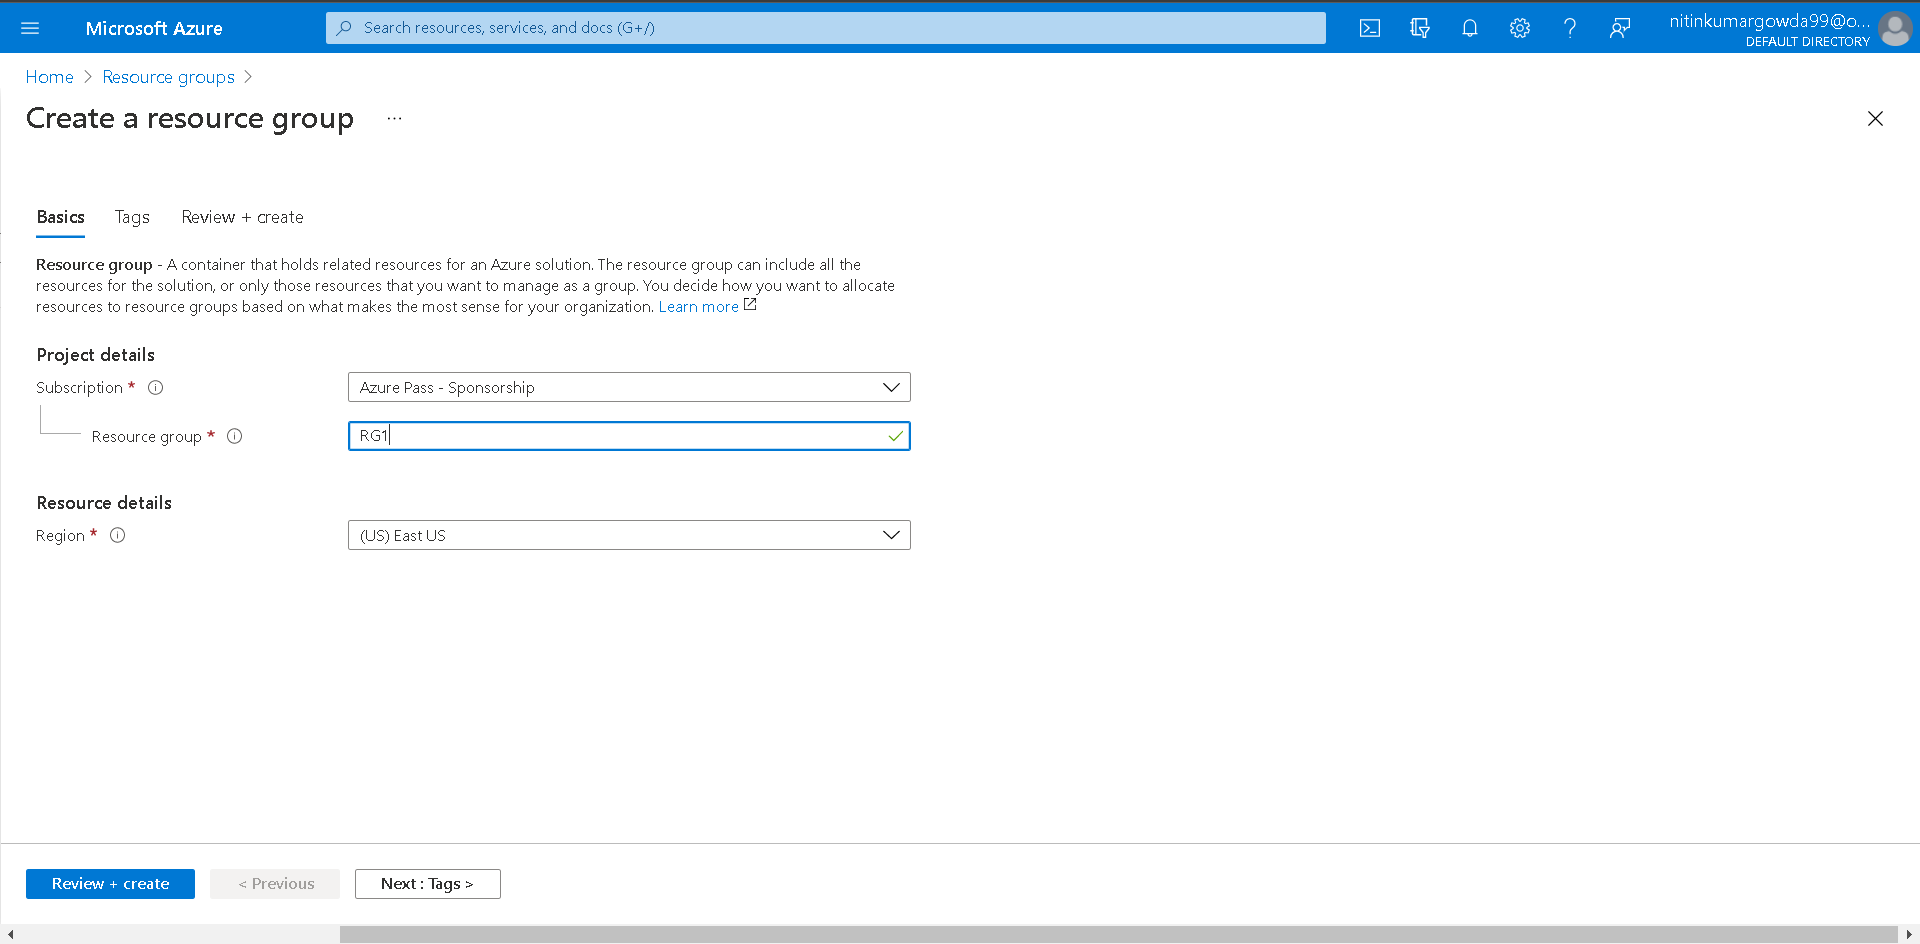 Microsoft Azure
Search resources, services, and docs (G+/)
nitinkumargowda99@o...
DEFAULT DIRECTORY
Home > Resource groups >
Create a resource group ...
Basics Tags Review + create
Resource group - A container that holds related resources for an Azure solution. The resource group can include all the
resources for the solution, or only those resources that you want to manage as a group. You decide how you want to allocate
resources to resource groups based on what makes the most sense for your organization. Learn more
Project details
Subscription * Azure Pass - Sponsorship
Resource group * RG1
Resource details
Region * (US) East US
Review + create < Previous Next : Tags >